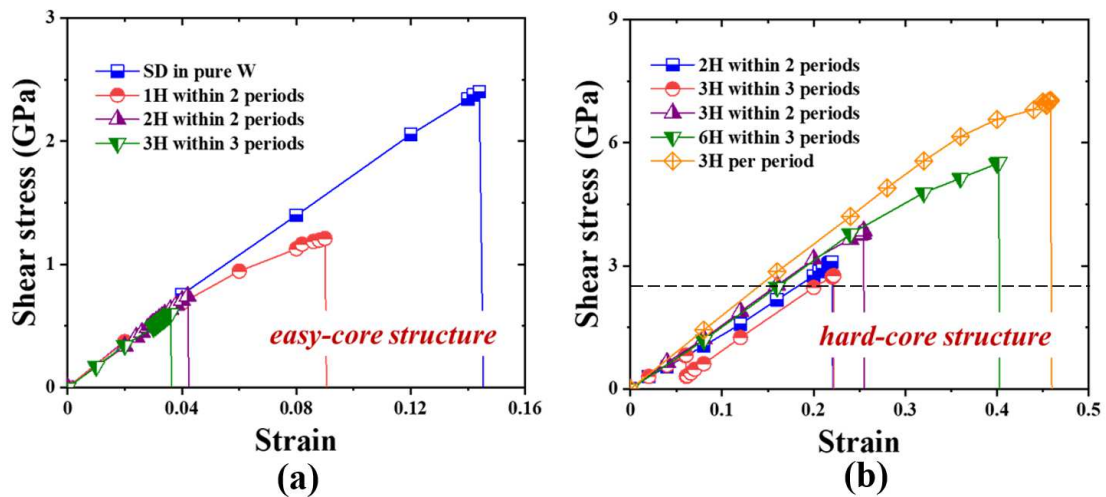 3
SD in pure W
1H within 2 periods
2H within 2 periods
3H within 3 periods
2
1
0
Shear stress (GPa)
easy-core structure
0.00
0.04
0.08
0.12
0.16
Strain
(a)
9
2H within 2 periods
3H within 3 periods
3H within 2 periods
6H within 3 periods
3H per period
6
3
0
Shear stress (GPa)
hard-core structure
0.0
0.1
0.2
0.3
0.4
0.5
Strain
(b)